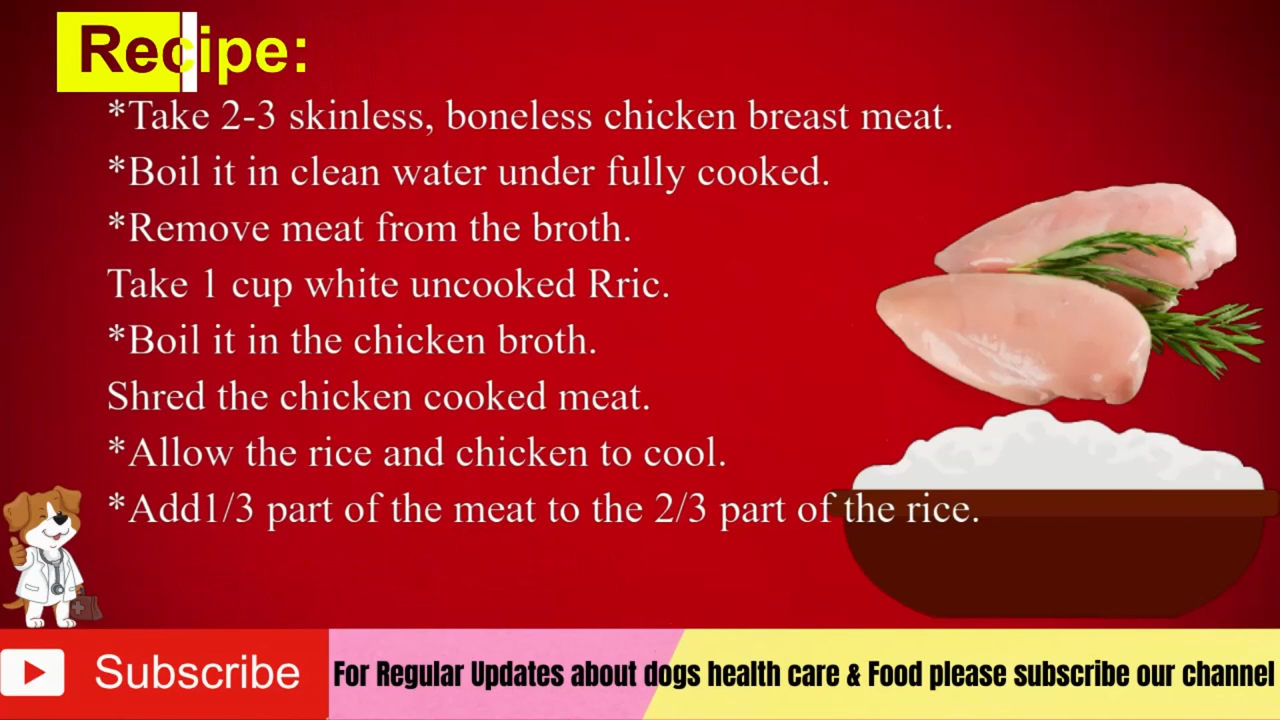 Recipe:
*Take 2-3 skinless, boneless chicken breast meat.
*Boil it in clean water under fully cooked.
*Remove meat from the broth.
Take 1 cup white uncooked Rric.
*Boil it in the chicken broth.
Shred the chicken cooked meat.
*Allow the rice and chicken to cool.
*Add1/3 part of the meat to the 2/3 part of the rice.
Subscribe For Regular Updates about dogs health care & Food please subscribe our channel